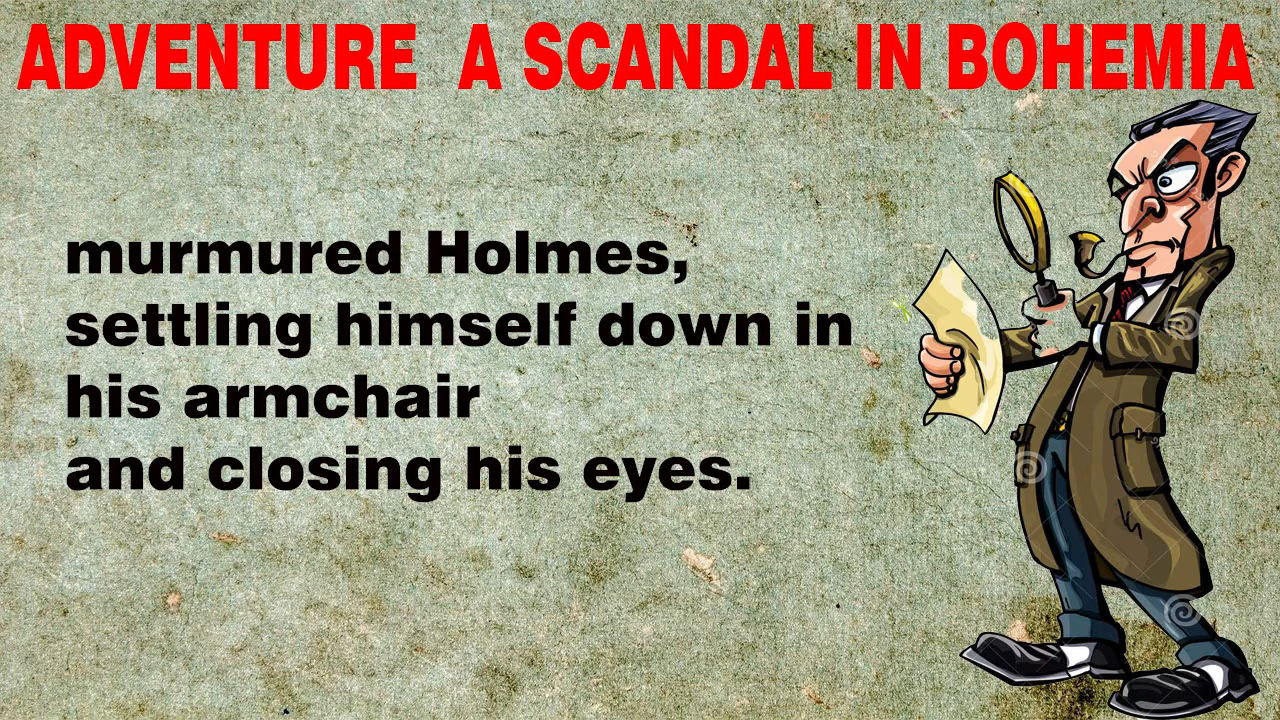 ADVENTURE  A SCANDAL IN BOHEMIA
murmured Holmes,
settling himself down in
his armchair
and closing his eyes.